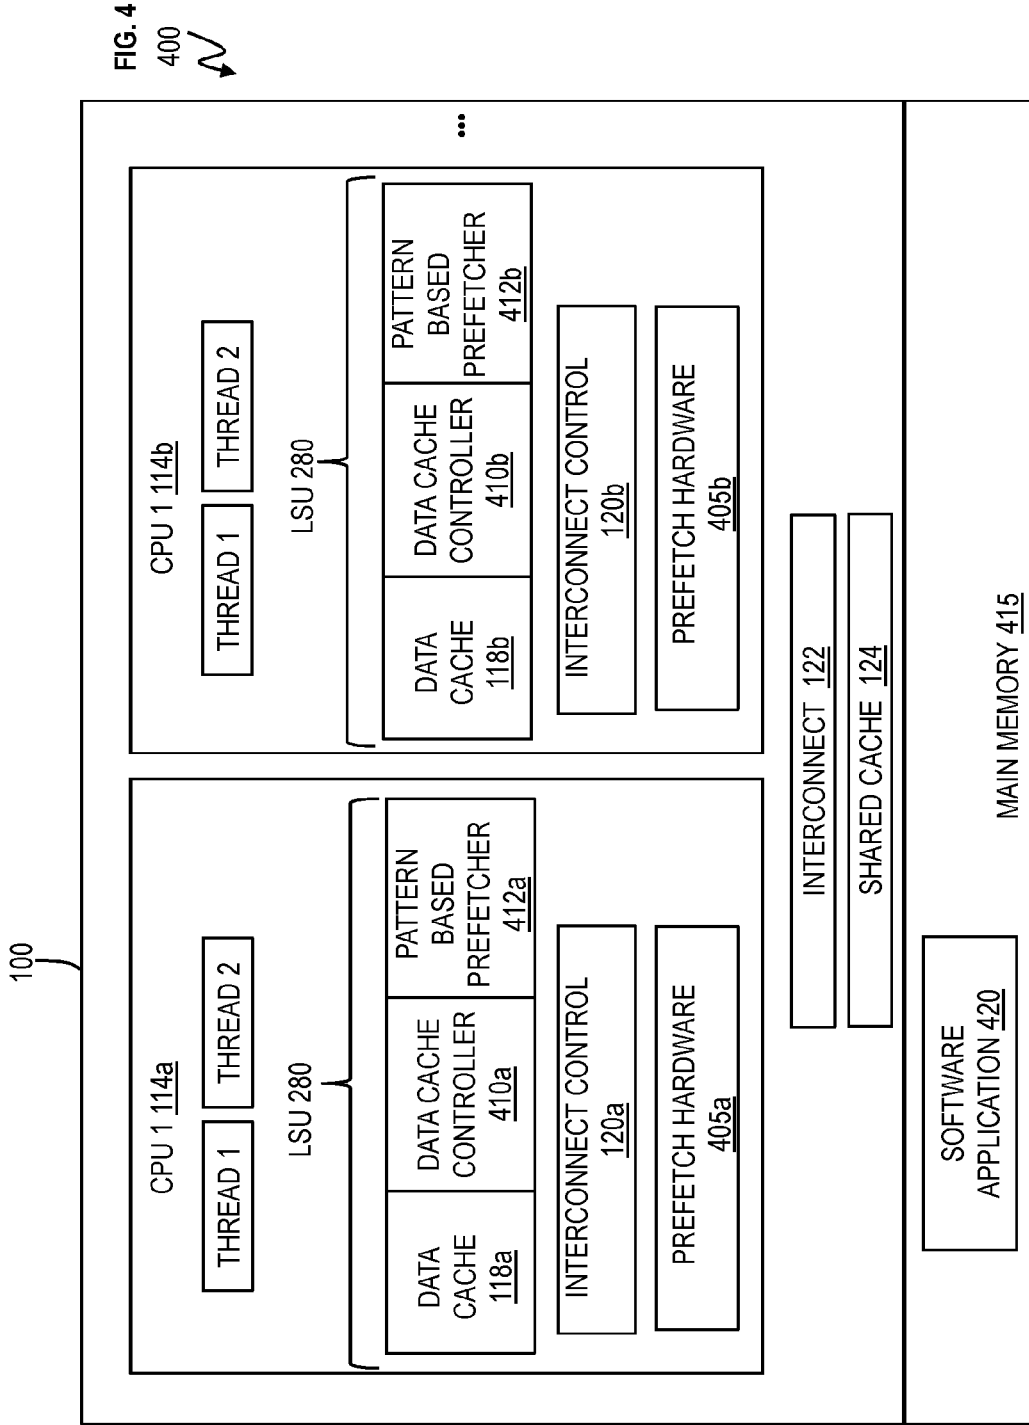 FIG. 4
400
100
CPU 1 114a
THREAD 1
THREAD 2
LSU 280
DATA
CACHE
118a
DATA CACHE
CONTROLLER
410a
PATTERN
BASED
PREFETCHER
412a
INTERCONNECT CONTROL
120a
PREFETCH HARDWARE
405a
CPU 1 114b
THREAD 1
THREAD 2
LSU 280
DATA
CACHE
118b
DATA CACHE
CONTROLLER
410b
PATTERN
BASED
PREFETCHER
412b
INTERCONNECT CONTROL
120b
PREFETCH HARDWARE
405b
...
INTERCONNECT 122
SHARED CACHE 124
SOFTWARE
APPLICATION 420
MAIN MEMORY 415